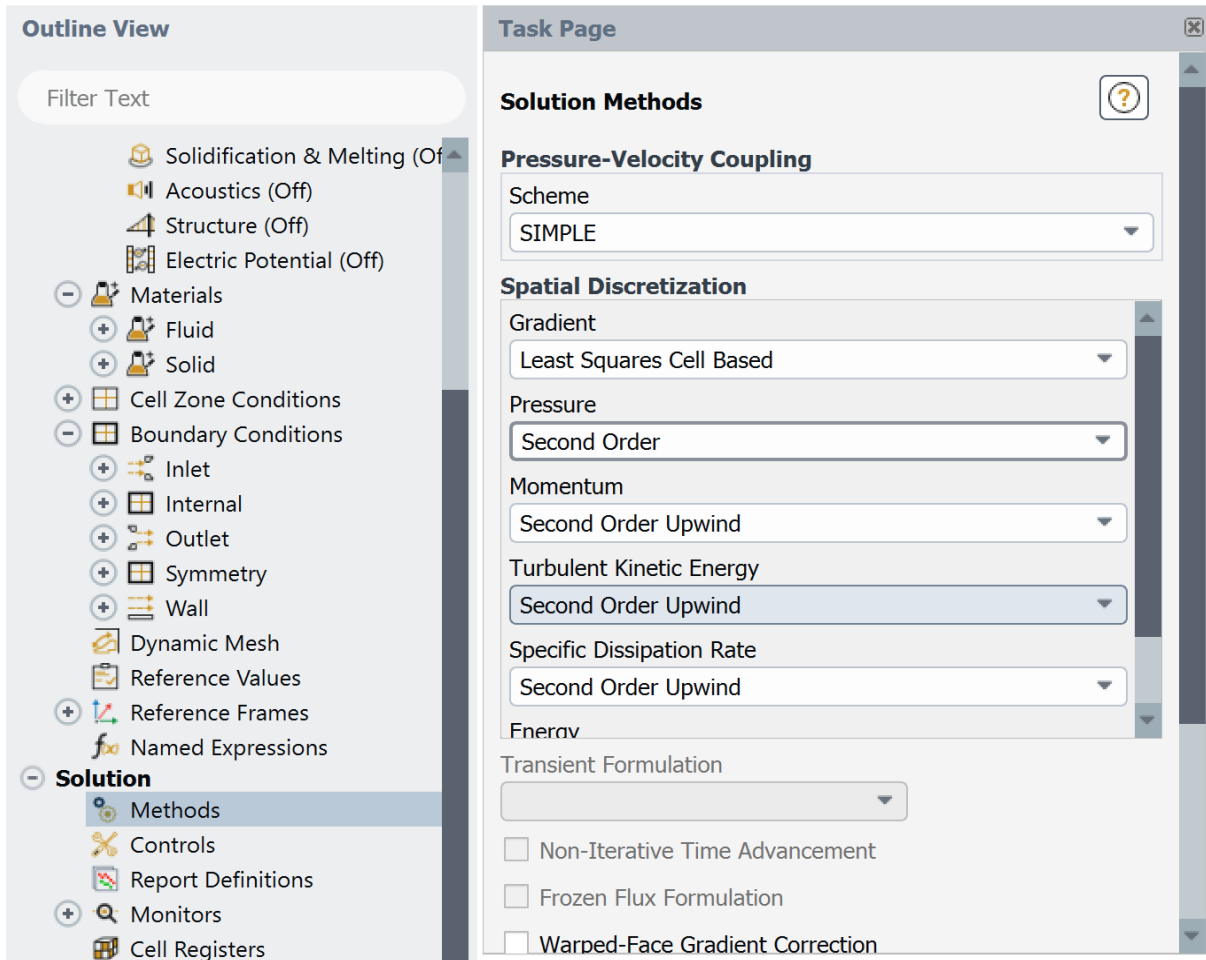 Outline View
Filter Text
Solidification & Melting (Of
Acoustics (Off)
Structure (Off)
Electric Potential (Off)
Materials
Fluid
Solid
Cell Zone Conditions
Boundary Conditions
Inlet
Internal
Outlet
Symmetry
Wall
Dynamic Mesh
Reference Values
Reference Frames
Named Expressions
Solution
Methods
Controls
Report Definitions
Monitors
Cell Registers
Task Page
Solution Methods
?
Pressure-Velocity Coupling
Scheme
SIMPLE
Spatial Discretization
Gradient
Least Squares Cell Based
Pressure
Second Order
Momentum
Second Order Upwind
Turbulent Kinetic Energy
Second Order Upwind
Specific Dissipation Rate
Second Order Upwind
Energy
Transient Formulation
Non-Iterative Time Advancement
Frozen Flux Formulation
Warped-Face Gradient Correction